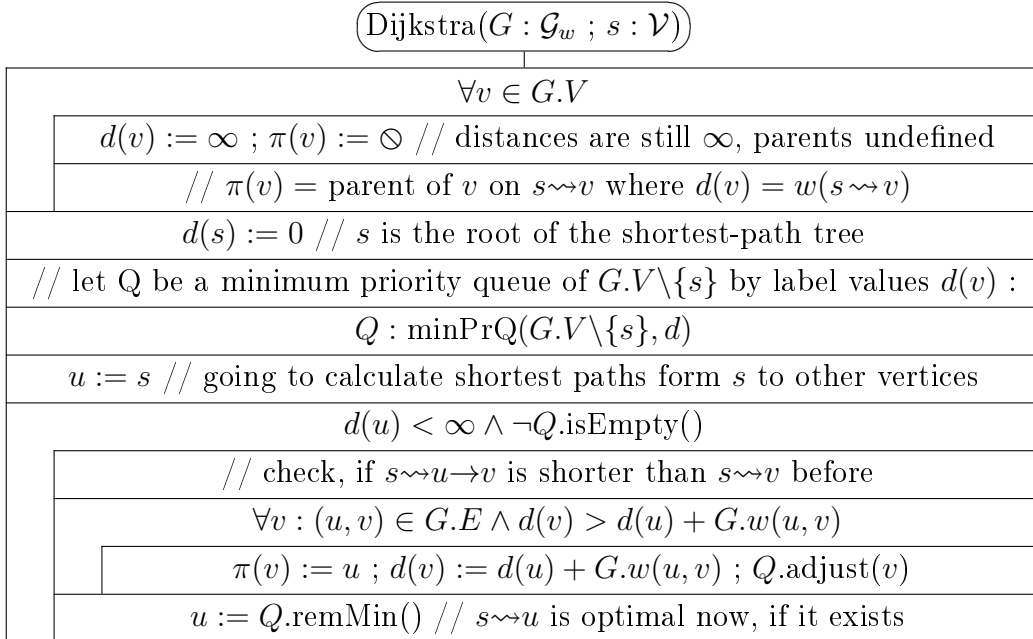 Dijkstra(G : 𝒢_w ; s : 𝒱)
∀v ∈ G.V
d(v) := ∞ ; π(v) := ⦸ // distances are still ∞, parents undefined
// π(v) = parent of v on s⇝v where d(v) = w(s⇝v)
d(s) := 0 // s is the root of the shortest-path tree
// let Q be a minimum priority queue of G.V\{s} by label values d(v) :
Q : minPrQ(G.V\{s}, d)
u := s // going to calculate shortest paths form s to other vertices
d(u) < ∞ ∧ ¬Q.isEmpty()
// check, if s⇝u→v is shorter than s⇝v before
∀v : (u, v) ∈ G.E ∧ d(v) > d(u) + G.w(u, v)
π(v) := u ; d(v) := d(u) + G.w(u, v) ; Q.adjust(v)
u := Q.remMin() // s⇝u is optimal now, if it exists